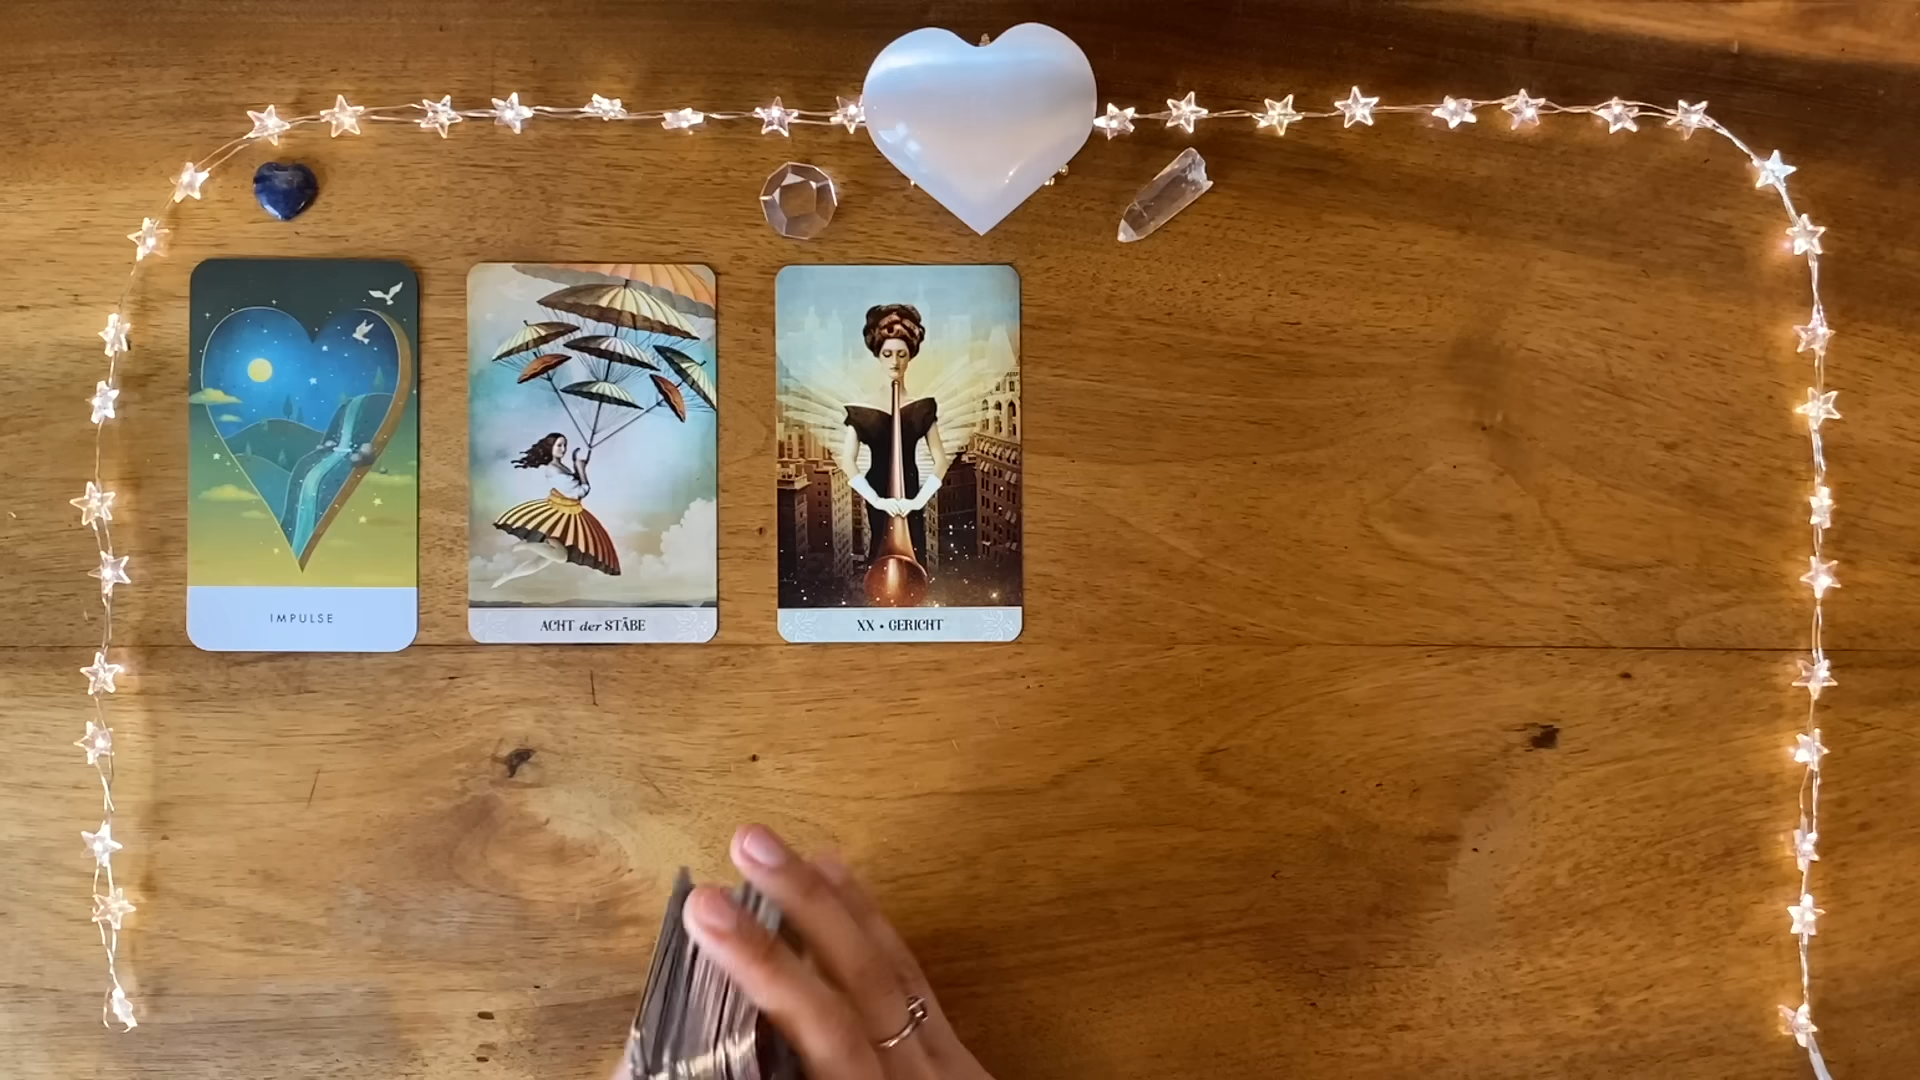 IMPULSE
ACHT der STÄBE
XX • GERICHT